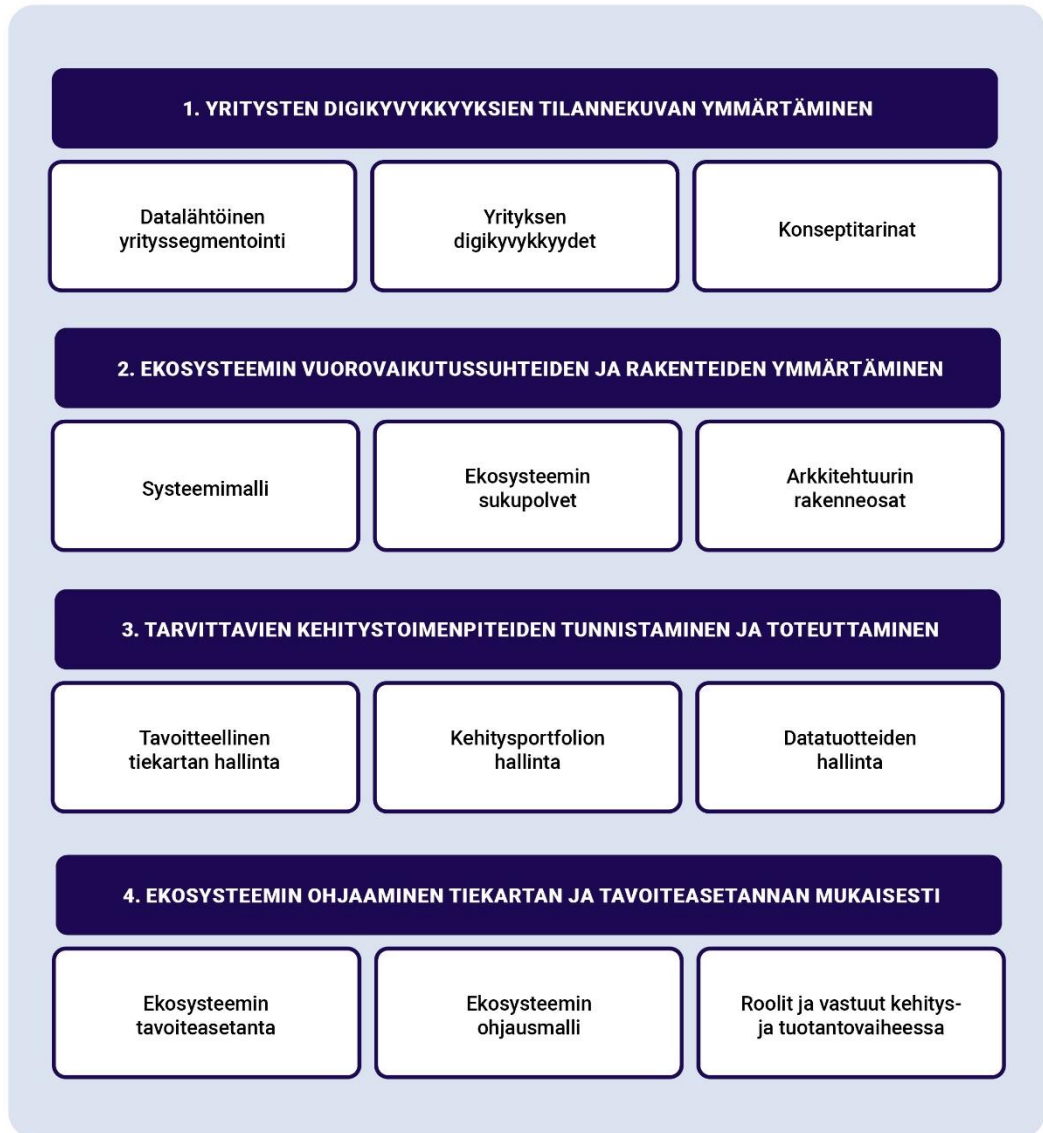 1. YRITYSTEN DIGIKYVYKKYYKSIEN TILANNEKUVAN YMMÄRTÄMINEN
Datalähtöinen
yrityssegmentointi
Yrityksen
digikyvykkyydet
Konseptitarinat
2. EKOSYSTEEMIN VUOROVAIKUTUSSUHTEIDEN JA RAKENTEIDEN YMMÄRTÄMINEN
Systeemimalli
Ekosysteemin
sukupolvet
Arkkitehtuurin
rakenneosat
3. TARVITTAVIEN KEHITYSTOIMENPITEIDEN TUNNISTAMINEN JA TOTEUTTAMINEN
Tavoitteellinen
tiekartan hallinta
Kehitysportfolion
hallinta
Datatuotteiden
hallinta
4. EKOSYSTEEMIN OHJAAMINEN TIEKARTAN JA TAVOITEASETANNAN MUKAISESTI
Ekosysteemin
tavoiteasetanta
Ekosysteemin
ohjausmalli
Roolit ja vastuut kehitys-
ja tuotantovaiheessa